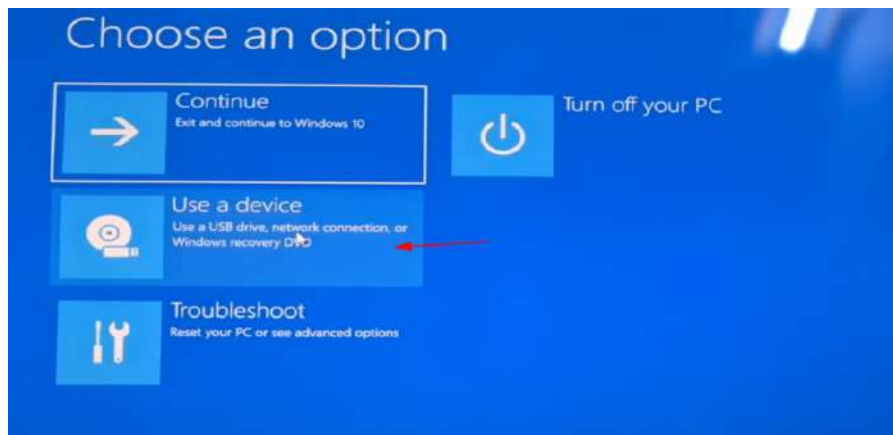 Choose an option
Continue
Exit and continue to Windows 10
Turn off your PC
Use a device
Use a USB drive, network connection, or
Windows recovery DVD
Troubleshoot
Reset your PC or see advanced options